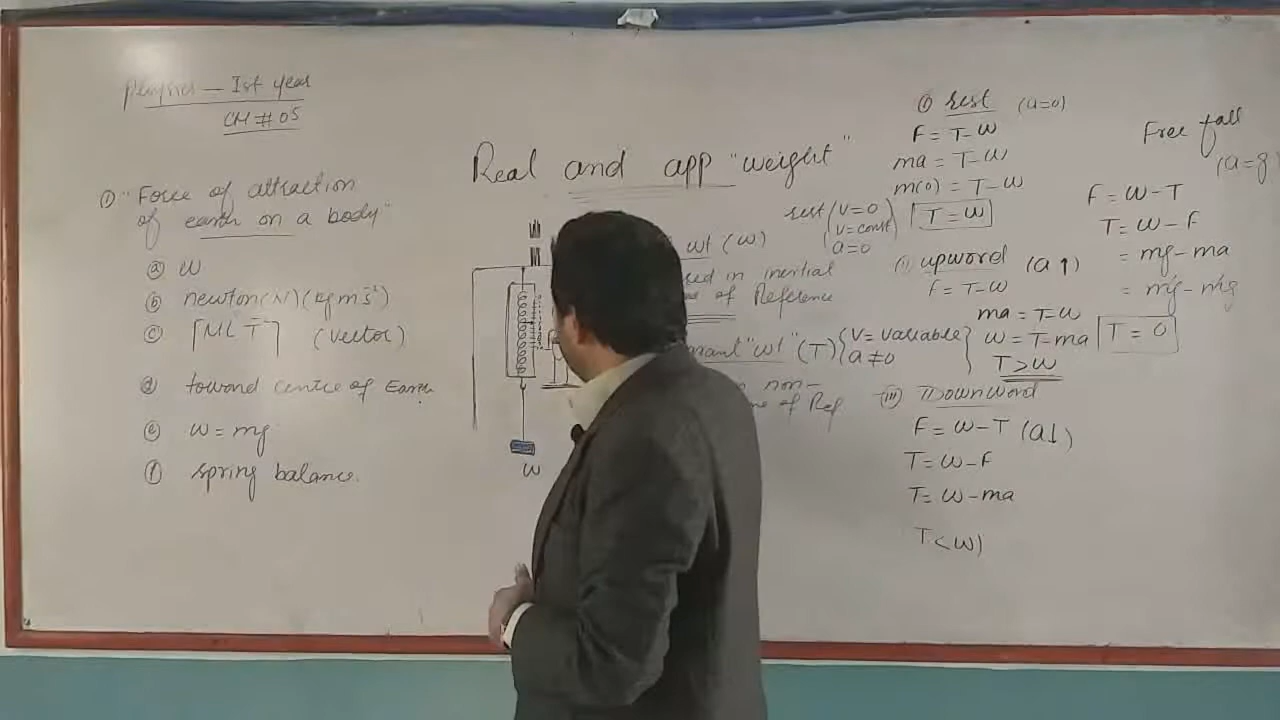 Physics — 1st year
CH # 05
① "Force of attraction
of earth on a body"
ⓐ W
ⓑ newton (N) (kg m s⁻²)
ⓒ [MLT] (vector)
ⓓ toward centre of Earth
ⓔ W = mg
ⓕ spring balance.
Real and app "weight"
W
wt (W)
rest (V=0
V=const
a=0)
in inertial
of Reference
"wt" (T) {V = variable
a ≠ 0}
non-
of Ref
(i) rest (a=0)
F = T-W
ma = T-W
m(0) = T-W
T = W
(ii) upword (a↑)
F = T-W
ma = T-W
W = T-ma
T > W
(iii) Downword
F = W-T (a↓)
T = W-F
T = W-ma
T < W)
Free fall
(a=g
F = W-T
T = W-F
= mg-ma
= mg-mg
T = 0